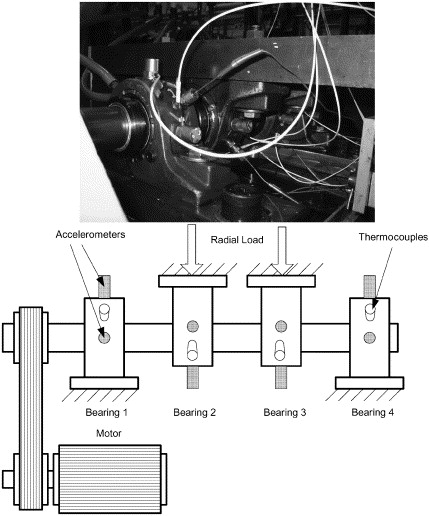 Accelerometers
Radial Load
Thermocouples
Bearing 1
Bearing 2
Bearing 3
Bearing 4
Motor